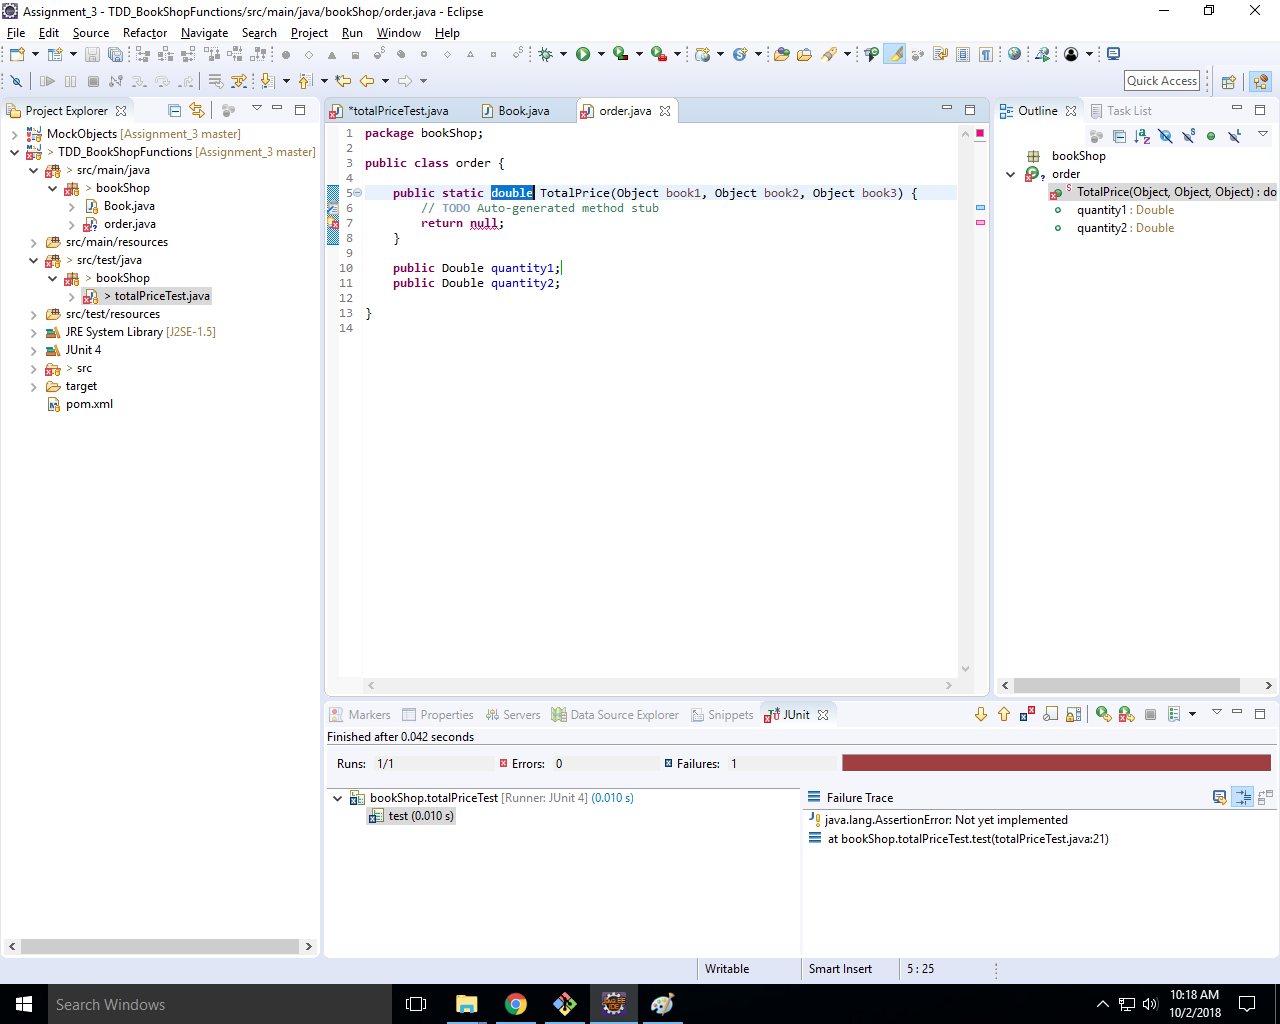 Assignment_3 - TDD_BookShopFunctions/src/main/java/bookShop/order.java - Eclipse
File Edit Source Refactor Navigate Search Project Run Window Help
Quick Access
Project Explorer
MockObjects [Assignment_3 master]
> TDD_BookShopFunctions [Assignment_3 master]
> src/main/java
> bookShop
Book.java
order.java
src/main/resources
> src/test/java
> bookShop
> totalPriceTest.java
src/test/resources
JRE System Library [J2SE-1.5]
JUnit 4
> src
target
pom.xml
*totalPriceTest.java Book.java order.java
1 package bookShop;
2
3 public class order {
4
5 public static double TotalPrice(Object book1, Object book2, Object book3) {
6 // TODO Auto-generated method stub
7 return null;
8 }
9
10 public Double quantity1;
11 public Double quantity2;
12
13 }
14
Outline Task List
bookShop
order
TotalPrice(Object, Object, Object) : do
quantity1 : Double
quantity2 : Double
Markers Properties Servers Data Source Explorer Snippets JUnit
Finished after 0.042 seconds
Runs: 1/1 Errors: 0 Failures: 1
bookShop.totalPriceTest [Runner: JUnit 4] (0.010 s)
test (0.010 s)
Failure Trace
java.lang.AssertionError: Not yet implemented
at bookShop.totalPriceTest.test(totalPriceTest.java:21)
Writable Smart Insert 5 : 25
Search Windows
10:18 AM
10/2/2018